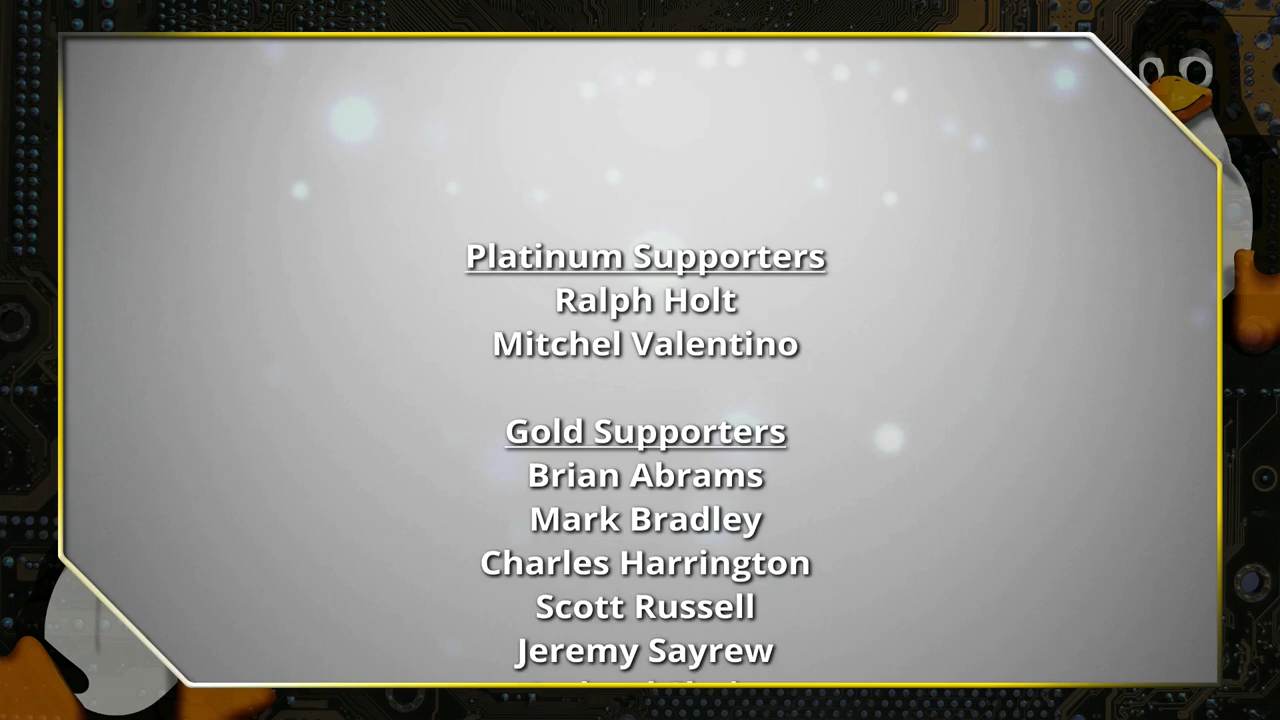 Platinum Supporters
Ralph Holt
Mitchel Valentino
Gold Supporters
Brian Abrams
Mark Bradley
Charles Harrington
Scott Russell
Jeremy Sayrew